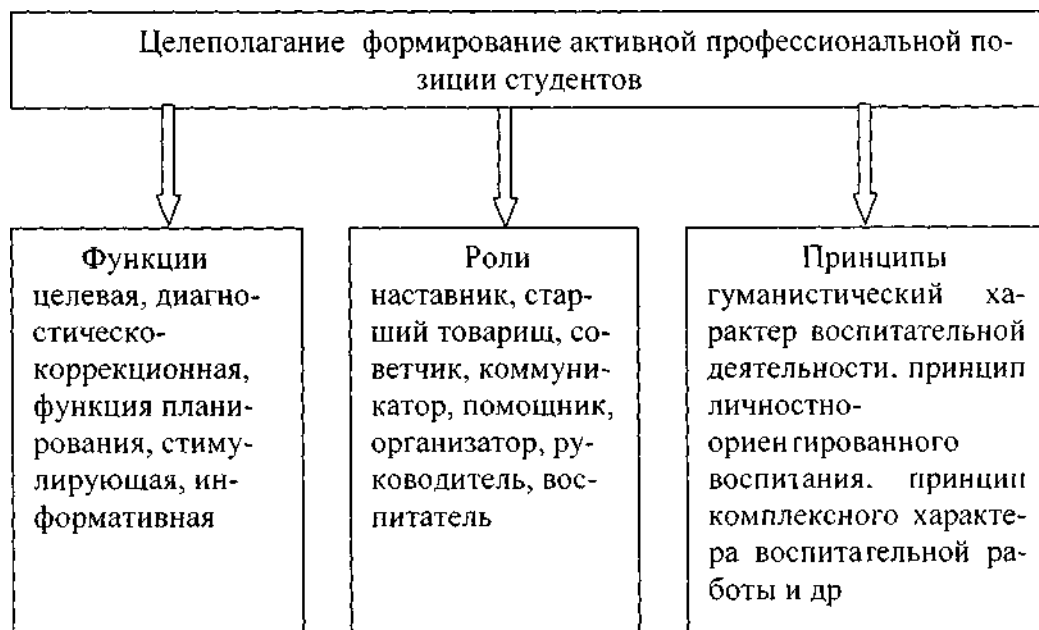 Целеполагание формирование активной профессиональной по-
зиции студентов
Функции
целевая, диагно-
стическо-
коррекционная,
функция плани-
рования, стиму-
лирующая, ин-
формативная
Роли
наставник, стар-
ший товарищ, со-
ветчик, коммуни-
катор, помощник,
организатор, ру-
ководитель, вос-
питатель
Принципы
гуманистический ха-
рактер воспитательной
деятельности. принцип
личностно-
ориентированного
воспитания. принцип
комплексного характе-
ра воспитательной ра-
боты и др